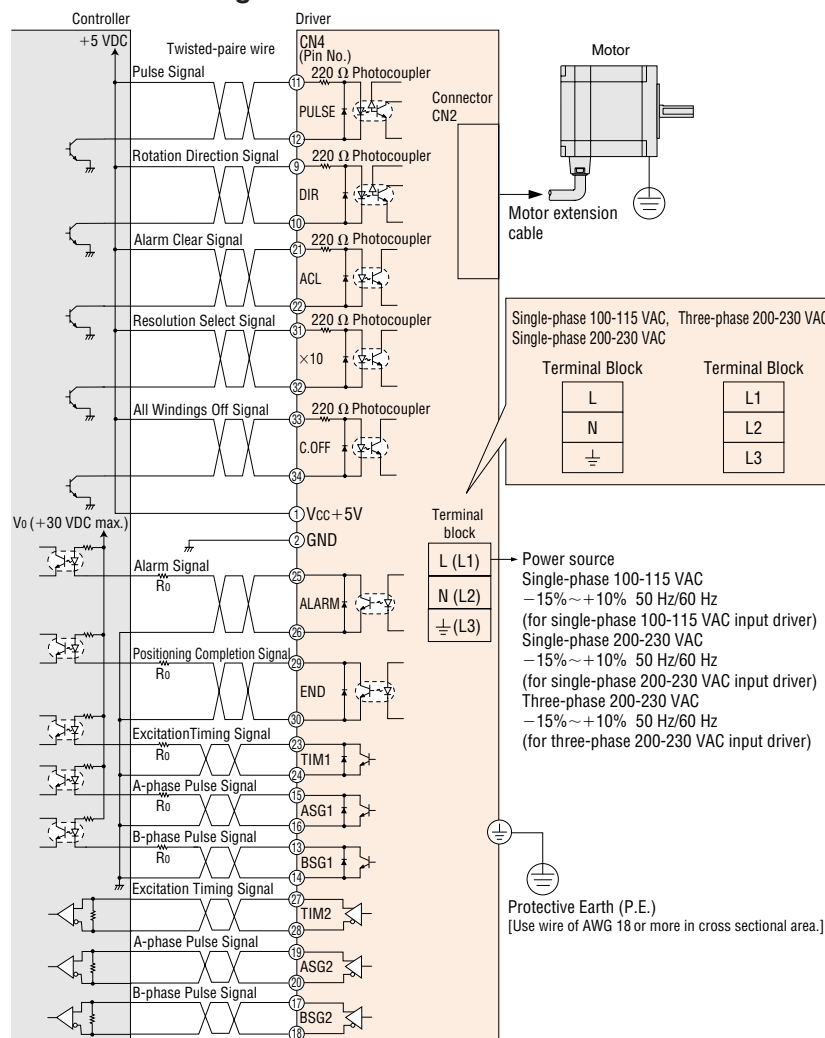 Controller
Driver
+5 VDC
Twisted-paire wire
CN4
(Pin No.)
Pulse Signal
11
220 Ω Photocoupler
PULSE
12
Rotation Direction Signal
9
220 Ω Photocoupler
DIR
10
Alarm Clear Signal
21
220 Ω Photocoupler
ACL
22
Resolution Select Signal
31
220 Ω Photocoupler
×10
32
All Windings Off Signal
33
220 Ω Photocoupler
C.OFF
34
1 Vcc+5V
V0 (+30 VDC max.)
2 GND
Alarm Signal
R0
25
ALARM
26
Positioning Completion Signal
R0
29
END
30
ExcitationTiming Signal
R0
23
TIM1
24
A-phase Pulse Signal
R0
15
ASG1
16
B-phase Pulse Signal
R0
13
BSG1
14
Excitation Timing Signal
27
TIM2
28
A-phase Pulse Signal
19
ASG2
20
B-phase Pulse Signal
17
BSG2
18
Connector
CN2
Motor
Motor extension
cable
Single-phase 100-115 VAC,
Single-phase 200-230 VAC
Three-phase 200-230 VAC
Terminal Block
L
N
Terminal Block
L1
L2
L3
Terminal
block
L (L1)
N (L2)
(L3)
Power source
Single-phase 100-115 VAC
−15%~+10% 50 Hz/60 Hz
(for single-phase 100-115 VAC input driver)
Single-phase 200-230 VAC
−15%~+10% 50 Hz/60 Hz
(for single-phase 200-230 VAC input driver)
Three-phase 200-230 VAC
−15%~+10% 50 Hz/60 Hz
(for three-phase 200-230 VAC input driver)
Protective Earth (P.E.)
[Use wire of AWG 18 or more in cross sectional area.]